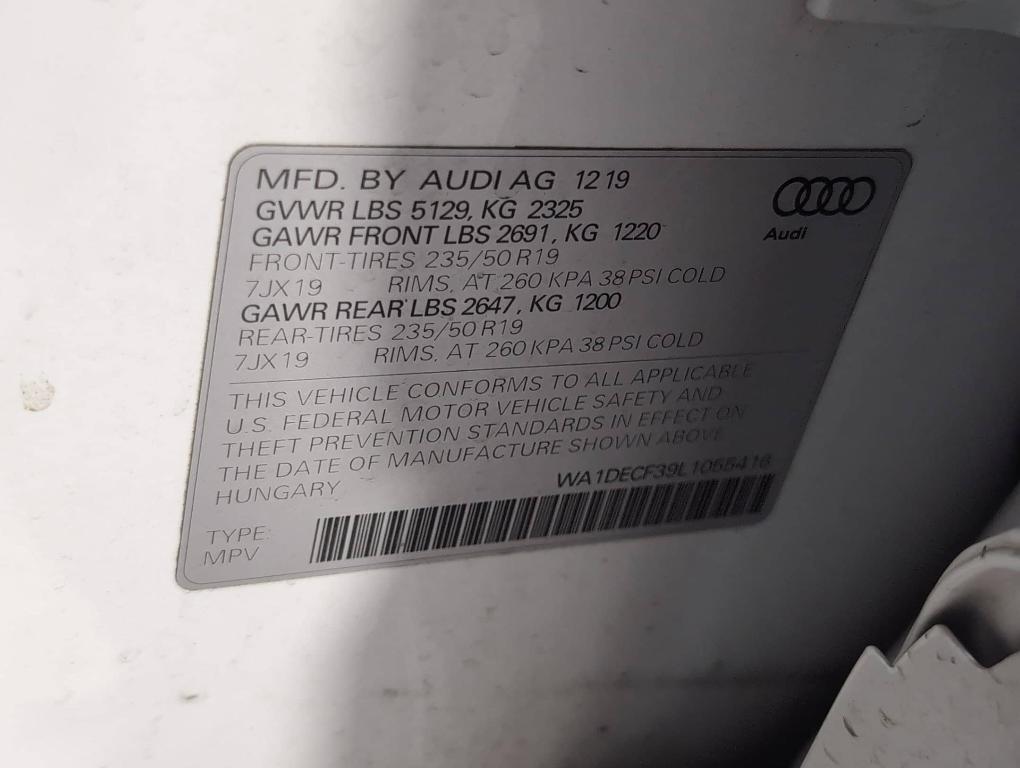 MFD. BY AUDI AG 12 19
GVWR LBS 5129, KG 2325
GAWR FRONT LBS 2691, KG 1220
FRONT-TIRES 235/50 R19
7JX19 RIMS, AT 260 KPA 38 PSI COLD
GAWR REAR LBS 2647, KG 1200
REAR-TIRES 235/50 R19
7JX19 RIMS, AT 260 KPA 38 PSI COLD
Audi
THIS VEHICLE CONFORMS TO ALL APPLICABLE
U.S. FEDERAL MOTOR VEHICLE SAFETY AND
THEFT PREVENTION STANDARDS IN EFFECT ON
THE DATE OF MANUFACTURE SHOWN ABOVE
HUNGARY
WA1DECF39L1055416
TYPE:
MPV